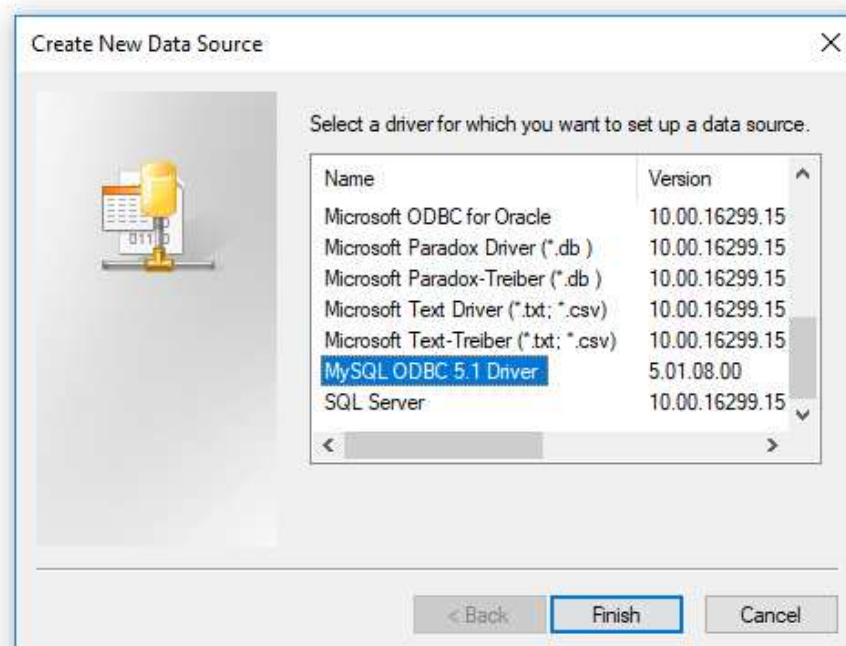 Create New Data Source
Select a driver for which you want to set up a data source.
Name Version
Microsoft ODBC for Oracle 10.00.16299.15
Microsoft Paradox Driver (*.db ) 10.00.16299.15
Microsoft Paradox-Treiber (*.db ) 10.00.16299.15
Microsoft Text Driver (*.txt; *.csv) 10.00.16299.15
Microsoft Text-Treiber (*.txt; *.csv) 10.00.16299.15
MySQL ODBC 5.1 Driver 5.01.08.00
SQL Server 10.00.16299.15
< Back Finish Cancel